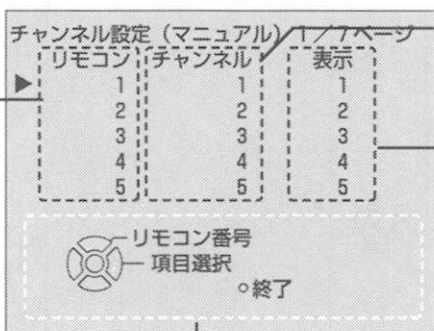 チャンネル設定（マニュアル）1／7ページ
リモコン チャンネル 表示
▶ 1 1 1
2 2 2
3 3 3
4 4 4
5 5 5
リモコン番号
項目選択
○終了